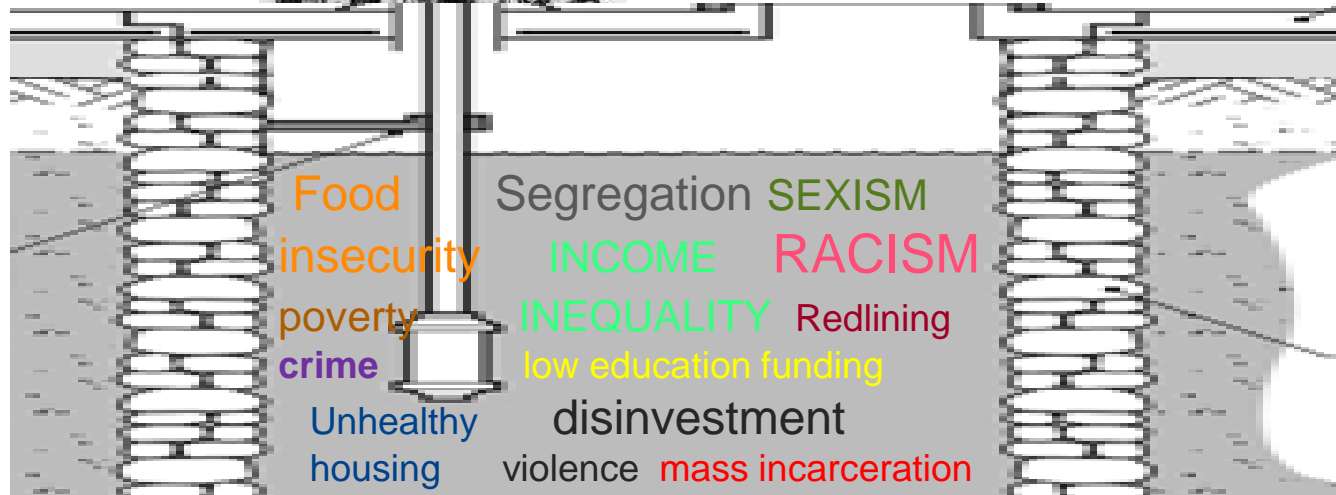 Food Segregation SEXISM
insecurity INCOME RACISM
poverty INEQUALITY Redlining
crime low education funding
Unhealthy disinvestment
housing violence mass incarceration